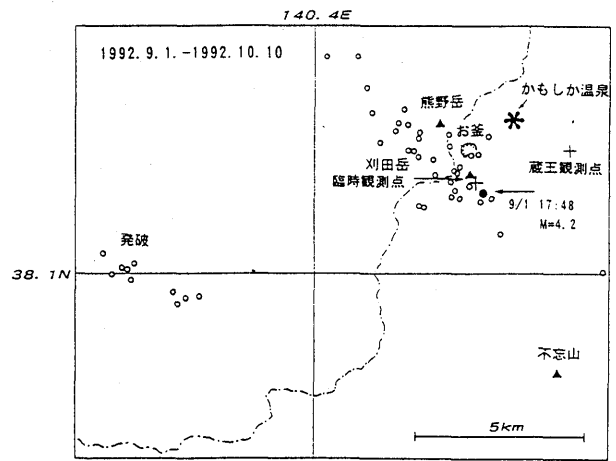 140.4E
1992.9.1.-1992.10.10
かもしか温泉
熊野岳
お釜
刈田岳
蔵王観測点
臨時観測点
9/1 17:48
M=4.2
発破
38.1N
不忘山
5km